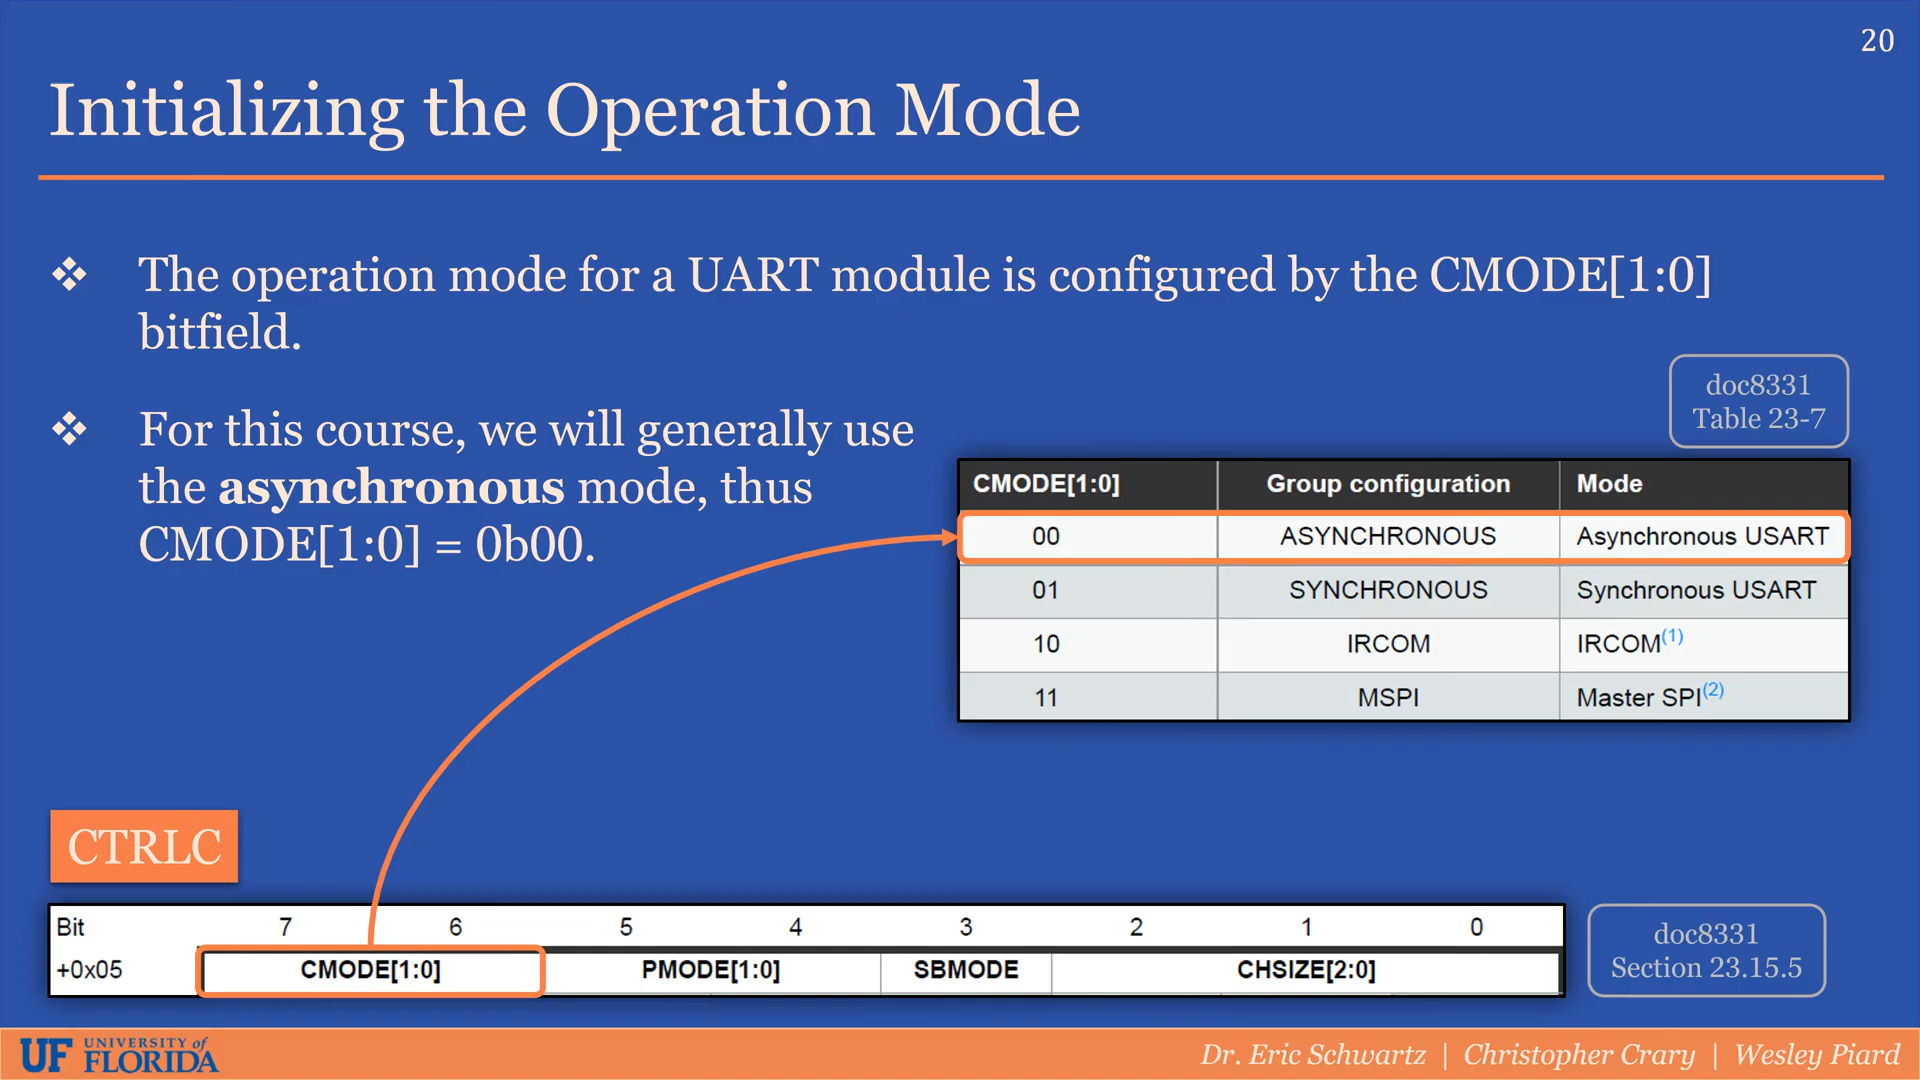 20
Initializing the Operation Mode
❖ The operation mode for a UART module is configured by the CMODE[1:0]
bitfield.
doc8331
Table 23-7
❖ For this course, we will generally use
the asynchronous mode, thus
CMODE[1:0] = 0b00.
CMODE[1:0] Group configuration Mode
00 ASYNCHRONOUS Asynchronous USART
01 SYNCHRONOUS Synchronous USART
10 IRCOM IRCOM(1)
11 MSPI Master SPI(2)
CTRLC
Bit 7 6 5 4 3 2 1 0
+0x05 CMODE[1:0] PMODE[1:0] SBMODE CHSIZE[2:0]
doc8331
Section 23.15.5
UF UNIVERSITY of
FLORIDA
Dr. Eric Schwartz | Christopher Crary | Wesley Piard